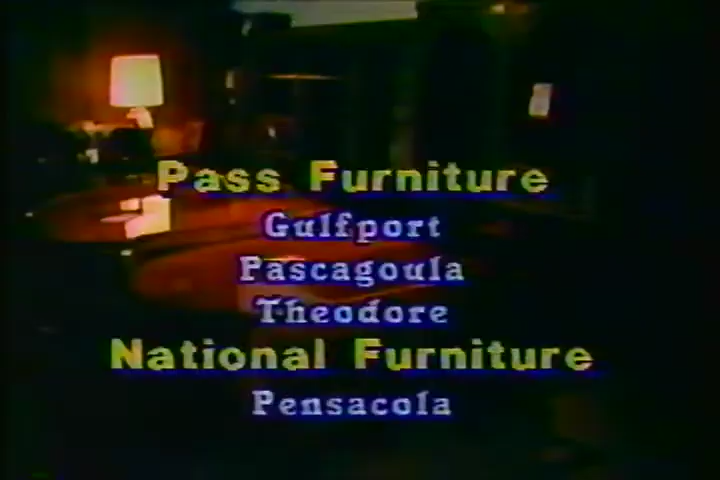 Pass Furniture
Gulfport
Pascagoula
Theodore
National Furniture
Pensacola